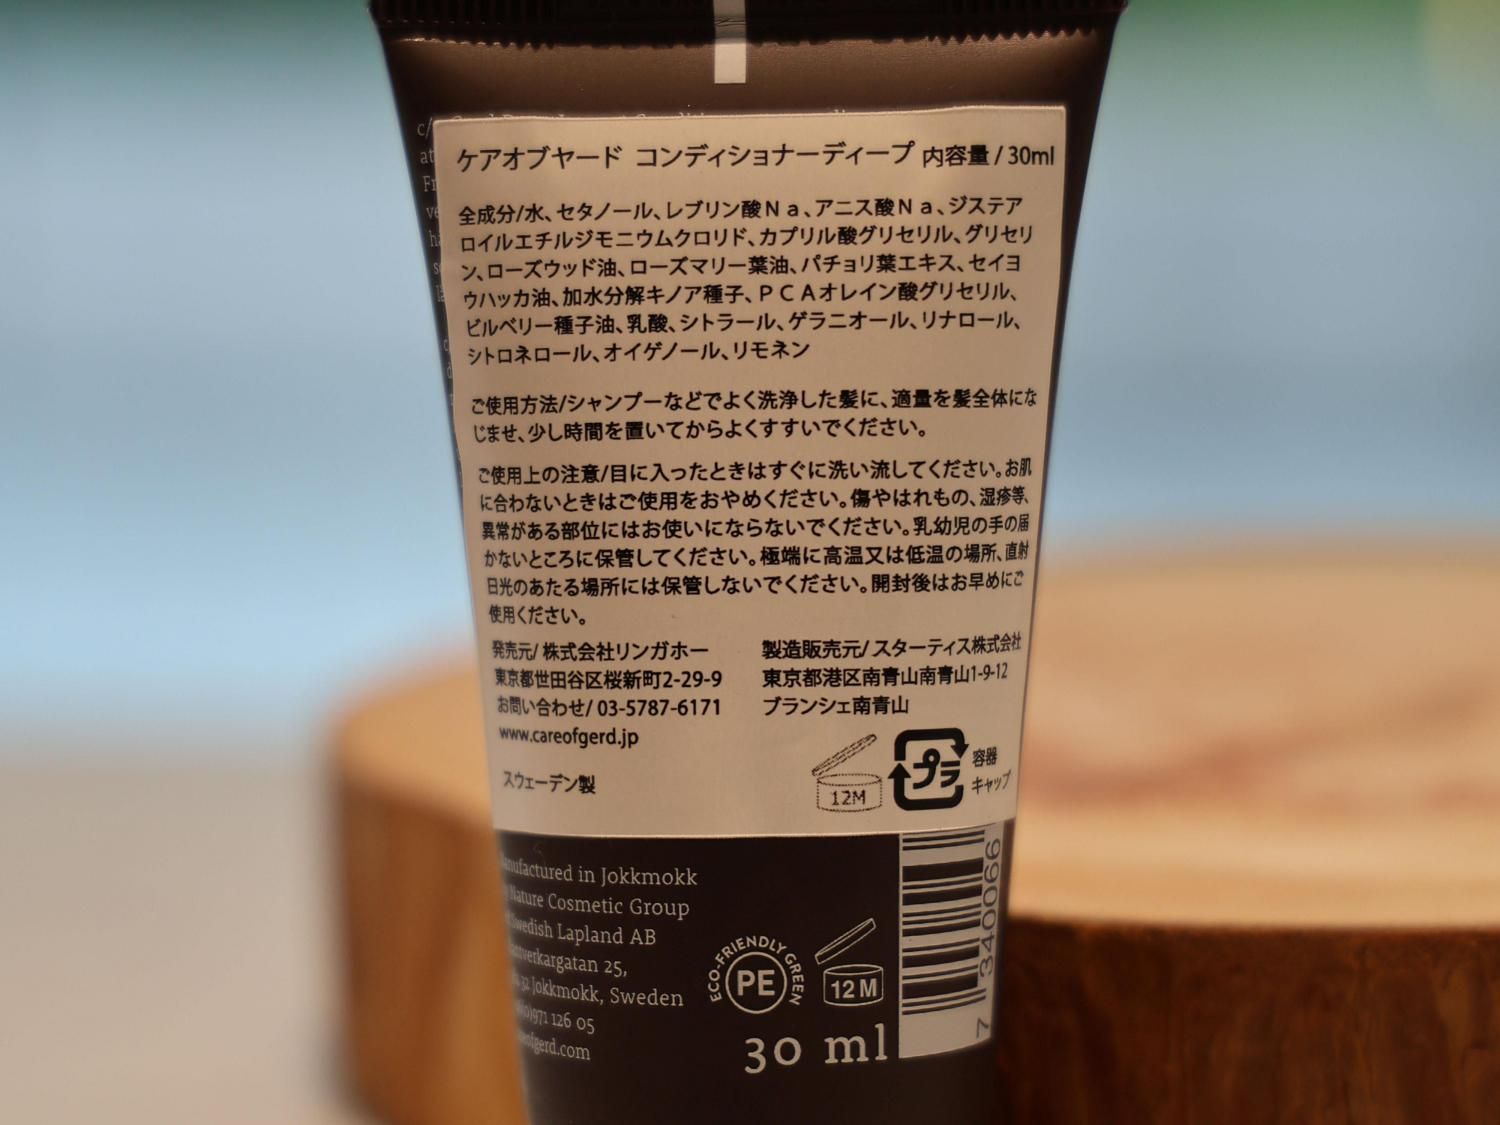 ケアオブヤード コンディショナーディープ 内容量 / 30ml
全成分/水、セタノール、レブリン酸Ｎａ、アニス酸Ｎａ、ジステア
ロイルエチルジモニウムクロリド、カプリル酸グリセリル、グリセリ
ン、ローズウッド油、ローズマリー葉油、パチョリ葉エキス、セイヨ
ウハッカ油、加水分解キノア種子、ＰＣＡオレイン酸グリセリル、
ビルベリー種子油、乳酸、シトラール、ゲラニオール、リナロール、
シトロネロール、オイゲノール、リモネン
ご使用方法/シャンプーなどでよく洗浄した髪に、適量を髪全体にな
じませ、少し時間を置いてからよくすすいでください。
ご使用上の注意/目に入ったときはすぐに洗い流してください。お肌
に合わないときはご使用をおやめください。傷やはれもの、湿疹等、
異常がある部位にはお使いにならないでください。乳幼児の手の届
かないところに保管してください。極端に高温又は低温の場所、直射
日光のあたる場所には保管しないでください。開封後はお早めにご
使用ください。
発売元/ 株式会社リンガホー
東京都世田谷区桜新町2-29-9
お問い合わせ/ 03-5787-6171
www.careofgerd.jp
スウェーデン製
製造販売元/ スターティス株式会社
東京都港区南青山南青山1-9-12
ブランシェ南青山
12M
プラ
容器
キャップ
manufactured in Jokkmokk
Nature Cosmetic Group
Swedish Lapland AB
25,
Jokkmokk, Sweden
971 126 05
ECO-FRIENDLY GREEN
PE
12 M
30 ml
7 340066